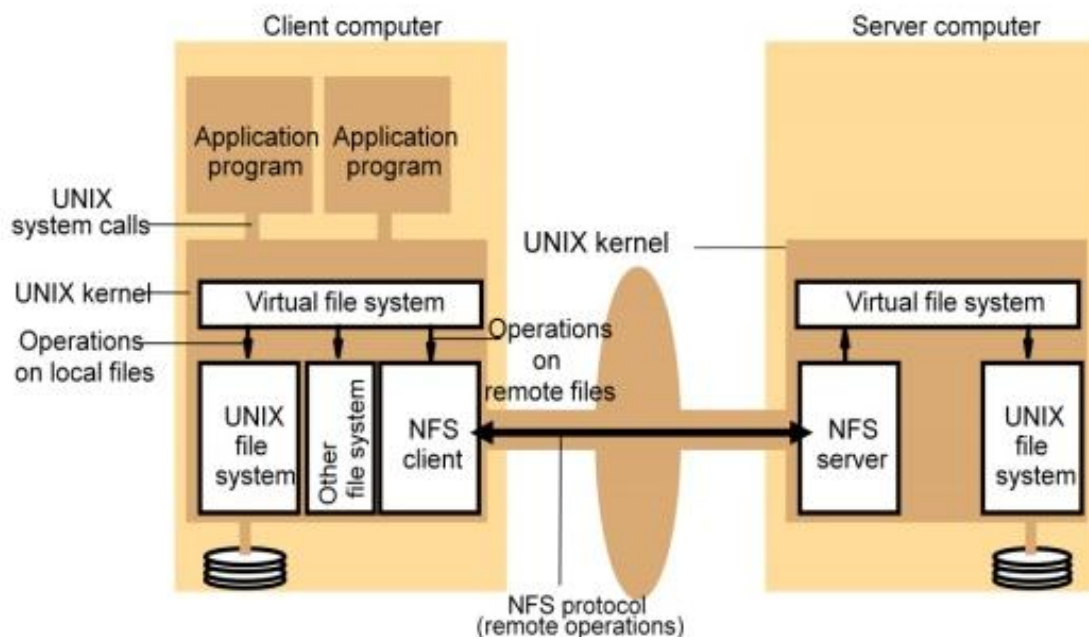 Client computer
Server computer
Application
program
Application
program
UNIX
system calls
UNIX kernel
UNIX kernel
Virtual file system
Virtual file system
Operations
on local files
Operations
on
remote files
UNIX
file
system
Other
file system
NFS
client
NFS
server
UNIX
file
system
NFS protocol
(remote operations)